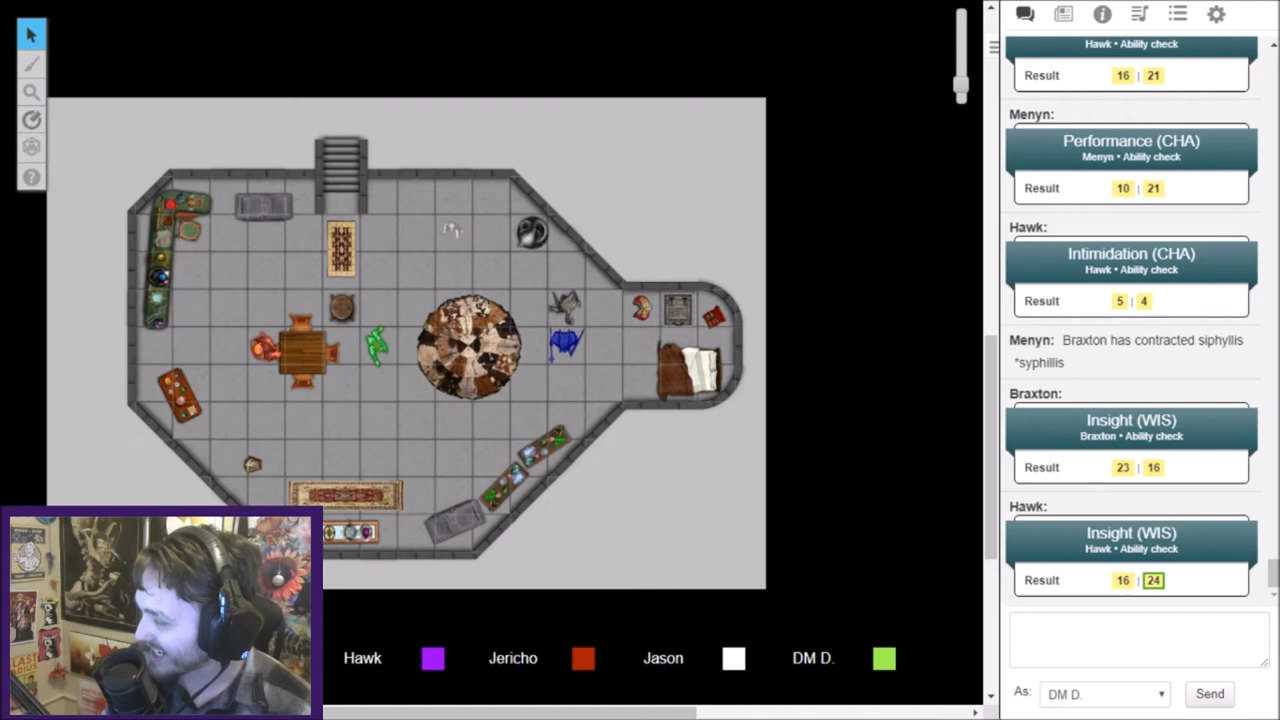 Hawk • Ability check
Result 16 | 21
Menyn:
Performance (CHA)
Menyn • Ability check
Result 10 | 21
Hawk:
Intimidation (CHA)
Hawk • Ability check
Result 5 | 4
Menyn: Braxton has contracted siphyllis
*syphillis
Braxton:
Insight (WIS)
Braxton • Ability check
Result 23 | 16
Hawk:
Insight (WIS)
Hawk • Ability check
Result 16 | 24
As: DM D. Send
Hawk Jericho Jason DM D.